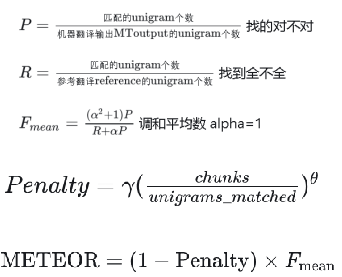 P = 匹配的unigram个数 / 机器翻译输出MToutput的unigram个数 找的对不对
R = 匹配的unigram个数 / 参考翻译reference的unigram个数 找到全不全
F_{mean} = (α²+1)P / R+αP 调和平均数 alpha=1
Penalty = γ(chunks / unigrams_matched)^θ
METEOR = (1 − Penalty) × F_{mean}